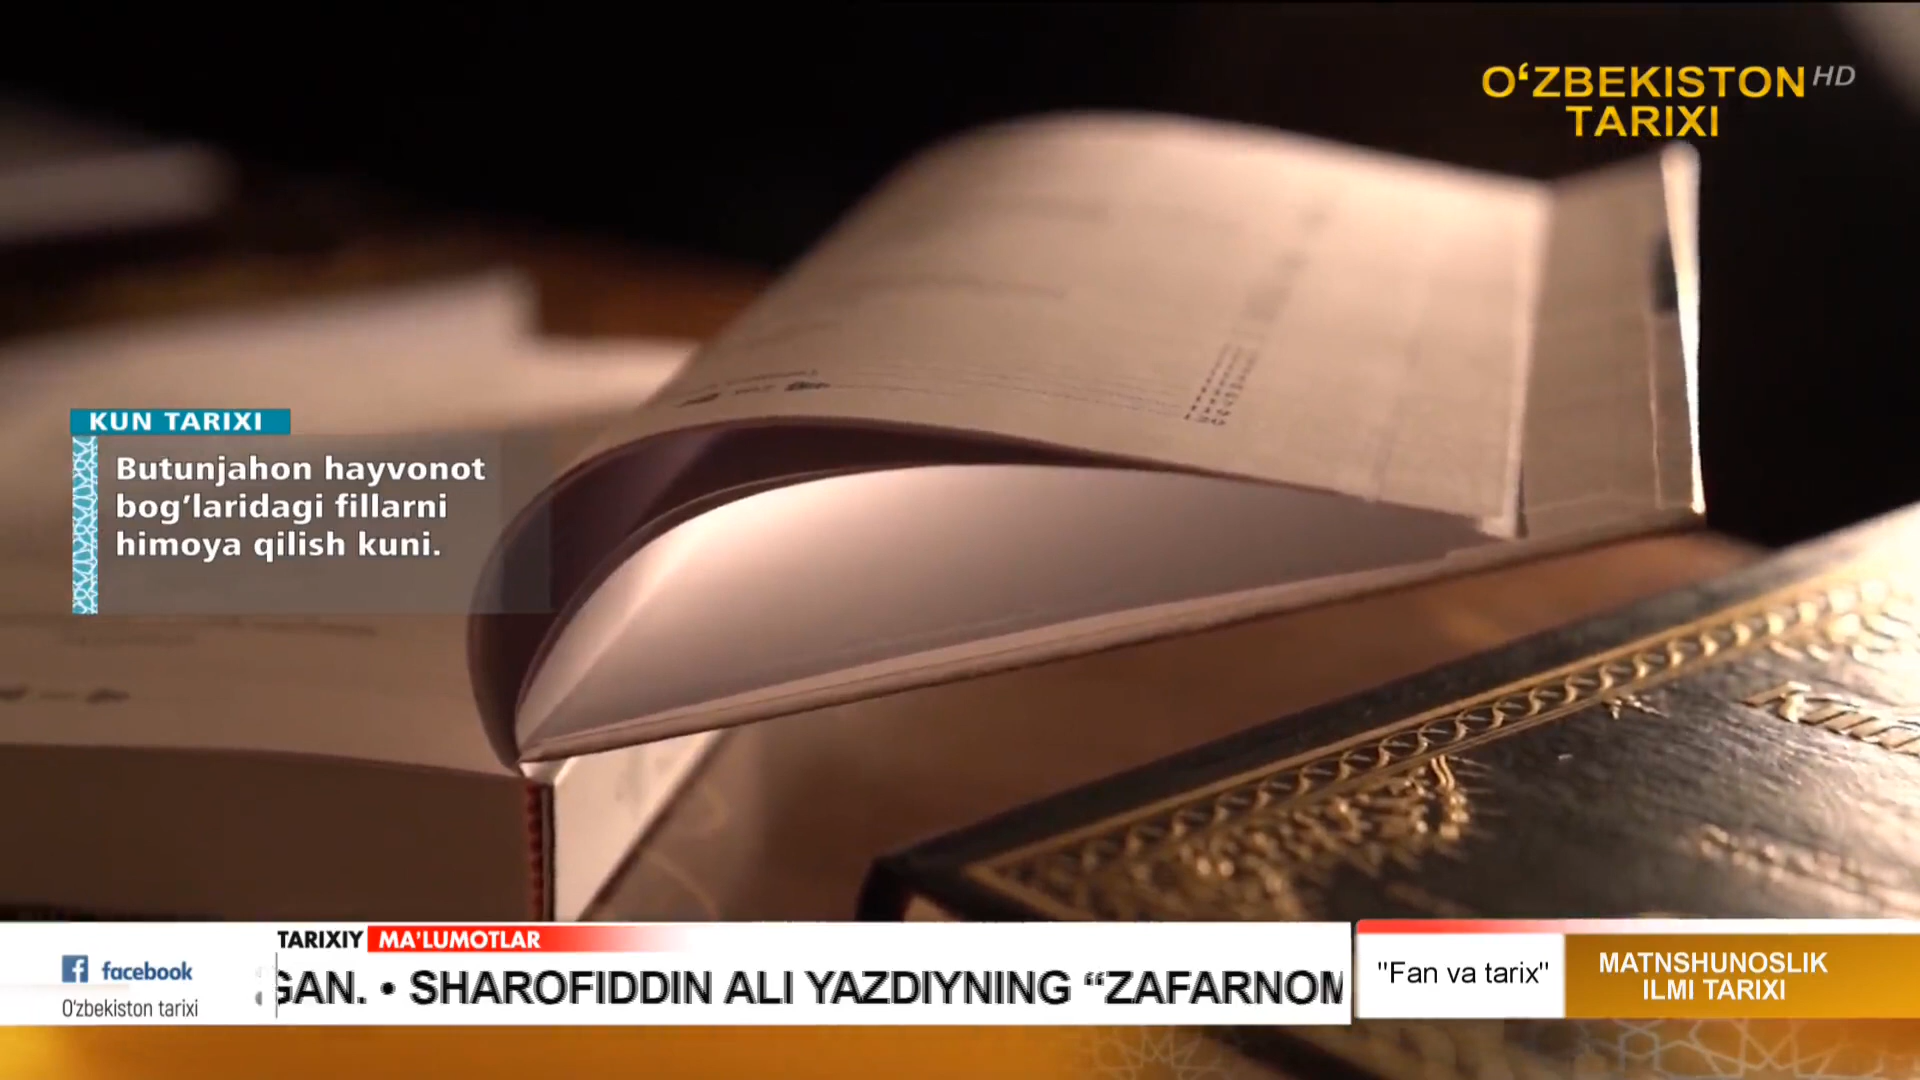 O‘ZBEKISTON HD
TARIXI
KUN TARIXI
Butunjahon hayvonot
bog’laridagi fillarni
himoya qilish kuni.
TARIXIY MA'LUMOTLAR
facebook
O'zbekiston tarixi
GAN. • SHAROFIDDIN ALI YAZDIYNING “ZAFARNOM
"Fan va tarix"
MATNSHUNOSLIK
ILMI TARIXI